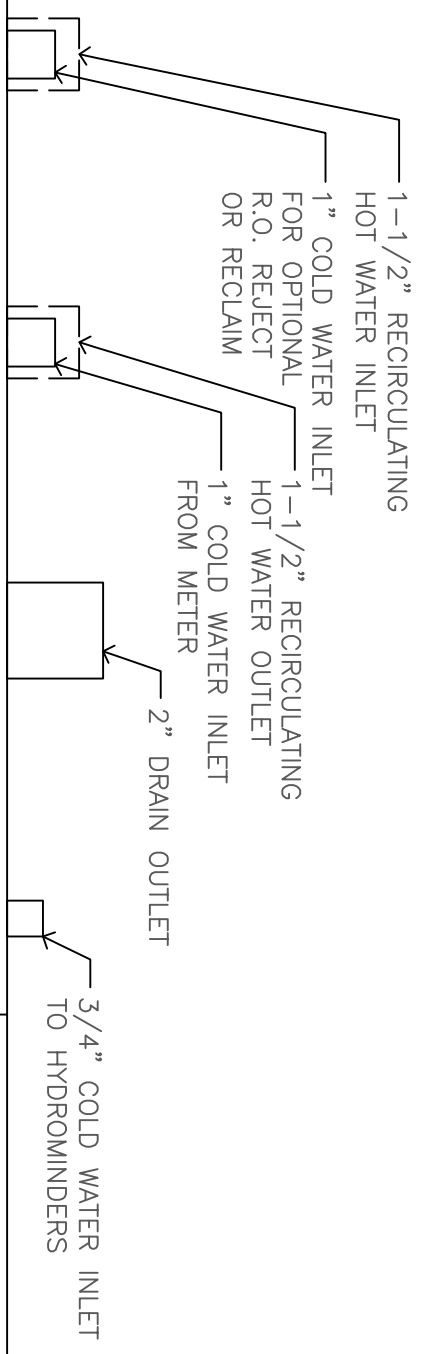 1-1/2" RECIRCULATING
HOT WATER INLET
1" COLD WATER INLET
FOR OPTIONAL
R.O. REJECT
OR RECLAIM
1-1/2" RECIRCULATING
HOT WATER OUTLET
1" COLD WATER INLET
FROM METER
2" DRAIN OUTLET
3/4" COLD WATER INLET
TO HYDROMINDERS